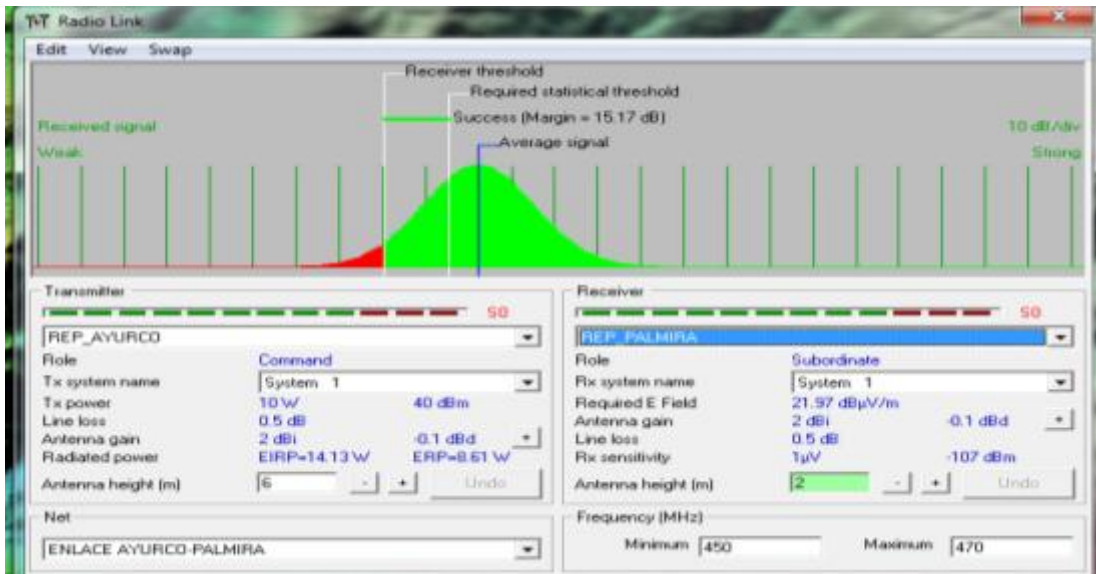 Radio Link
Edit View Swap
Receiver threshold
Required statistical threshold
Success (Margin = 15.17 dB)
Average signal
Received signal
Weak
10 dB/div
Strong
Transmitter
S0
REP_AYURCO
Role Command
Tx system name System 1
Tx power 10 W 40 dBm
Line loss 0.5 dB
Antenna gain 2 dBi -0.1 dBd +
Radiated power EIRP=14.13 W ERP=8.61 W
Antenna height (m) 6 - + Undo
Net
ENLACE AYURCO-PALMIRA
Receiver
S0
REP_PALMIRA
Role Subordinate
Rx system name System 1
Required E Field 21.97 dBµV/m
Antenna gain 2 dBi -0.1 dBd +
Line loss 0.5 dB
Rx sensitivity 1µV -107 dBm
Antenna height (m) 2 - + Undo
Frequency (MHz)
Minimum 450 Maximum 470